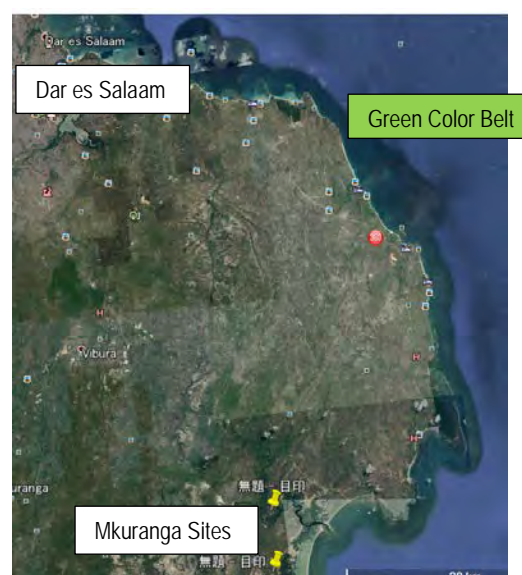 Dar es Salaam
Dar es Salaam
Green Color Belt
H
Vibura
H
H
uranga
無題 - 目印
Mkuranga Sites
無題 - 目印